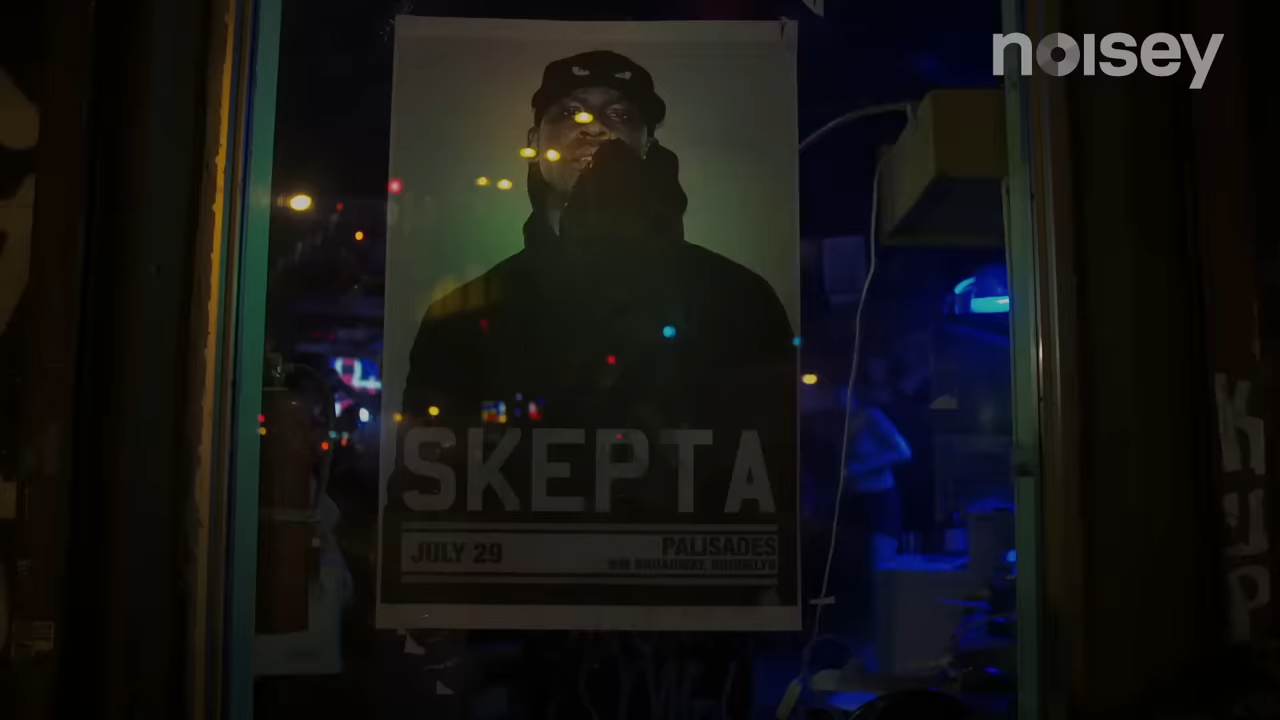 noisey
SKEPTA
JULY 29
PALISADES
BROADWAY, BROOKLYN